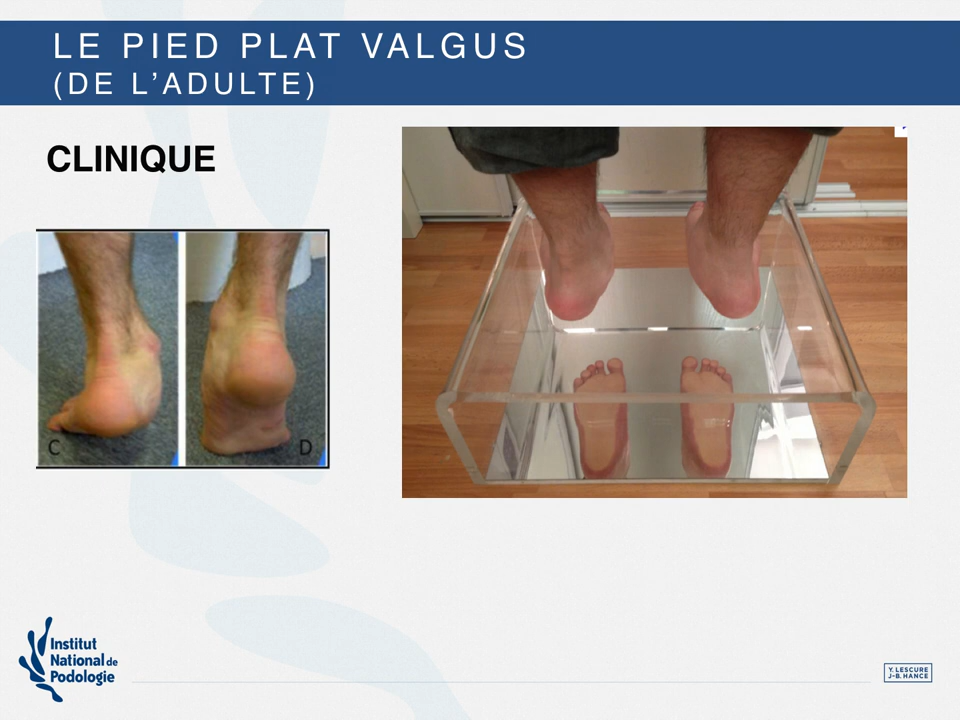 LE PIED PLAT VALGUS
(DE L’ADULTE)
CLINIQUE
C
D
Institut
National de
Podologie
Y. LESCURE
J-B. HANCE